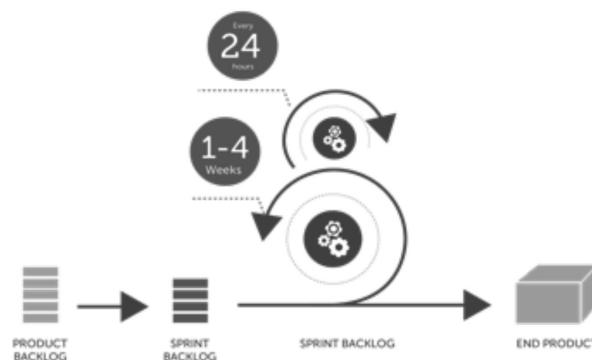 Every
24
hours
1-4
Weeks
PRODUCT
BACKLOG
SPRINT
BACKLOG
SPRINT BACKLOG
END PRODUCT